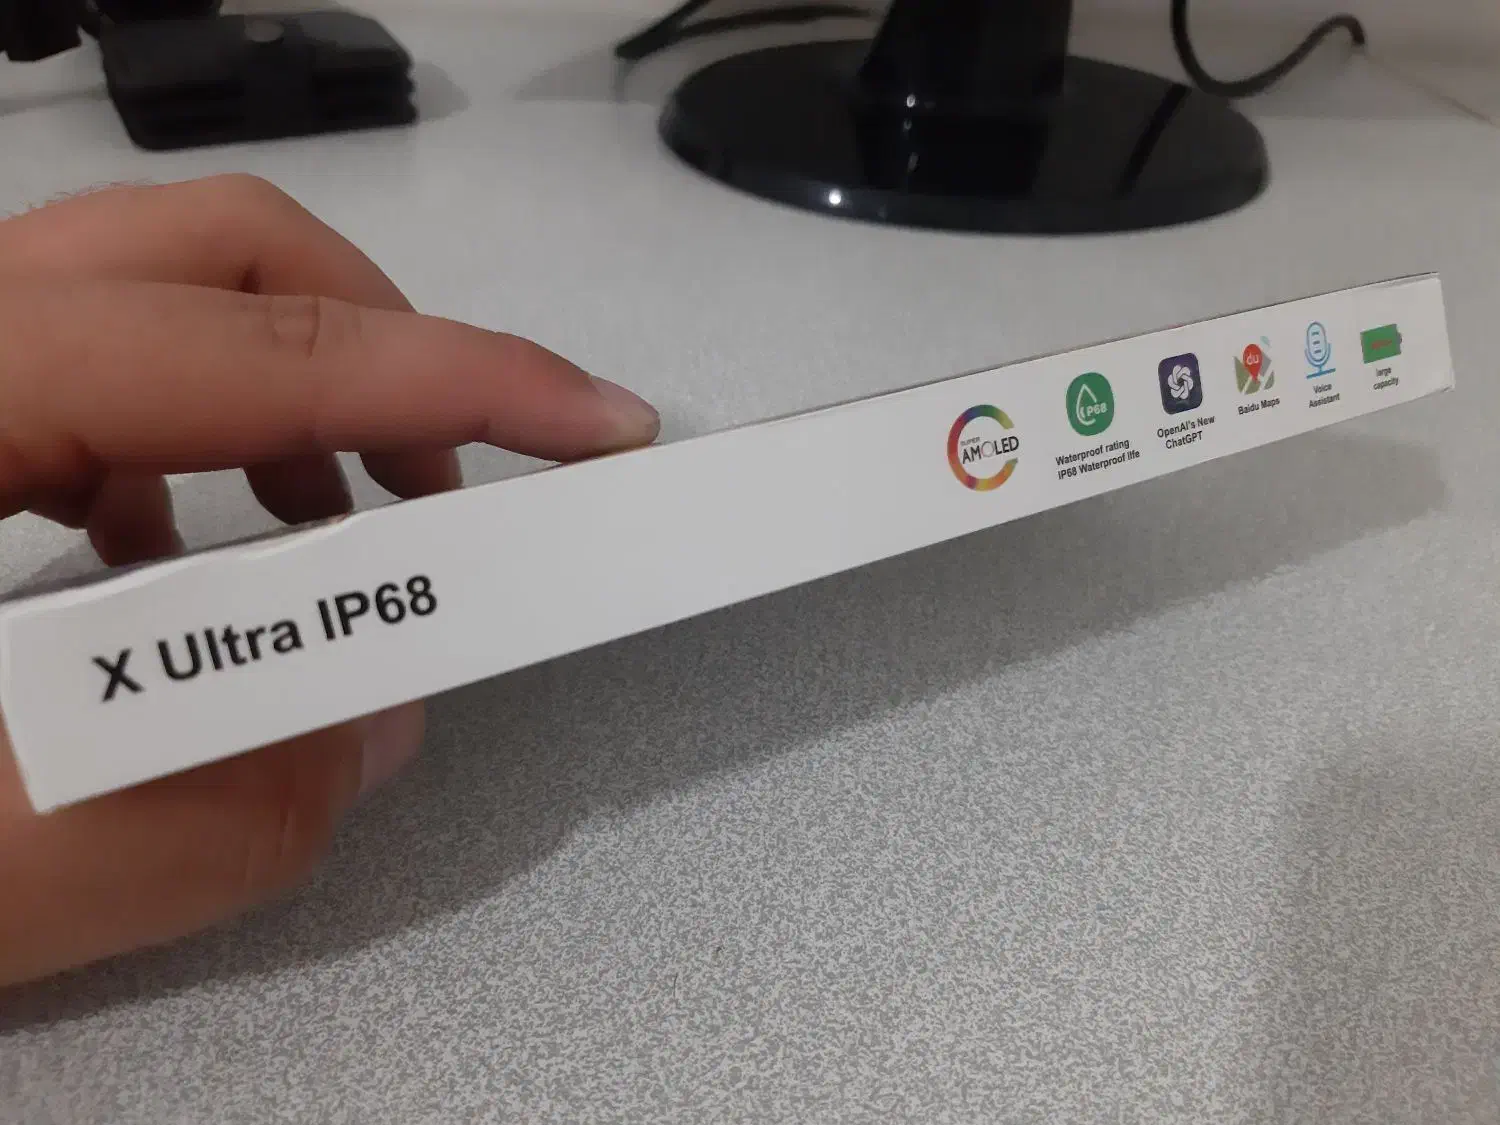 X Ultra IP68
SUPER
AMOLED
IP68
Waterproof rating
IP68 Waterproof life
OpenAI's New
ChatGPT
du
Baidu Maps
Voice
Assistant
large
capacity